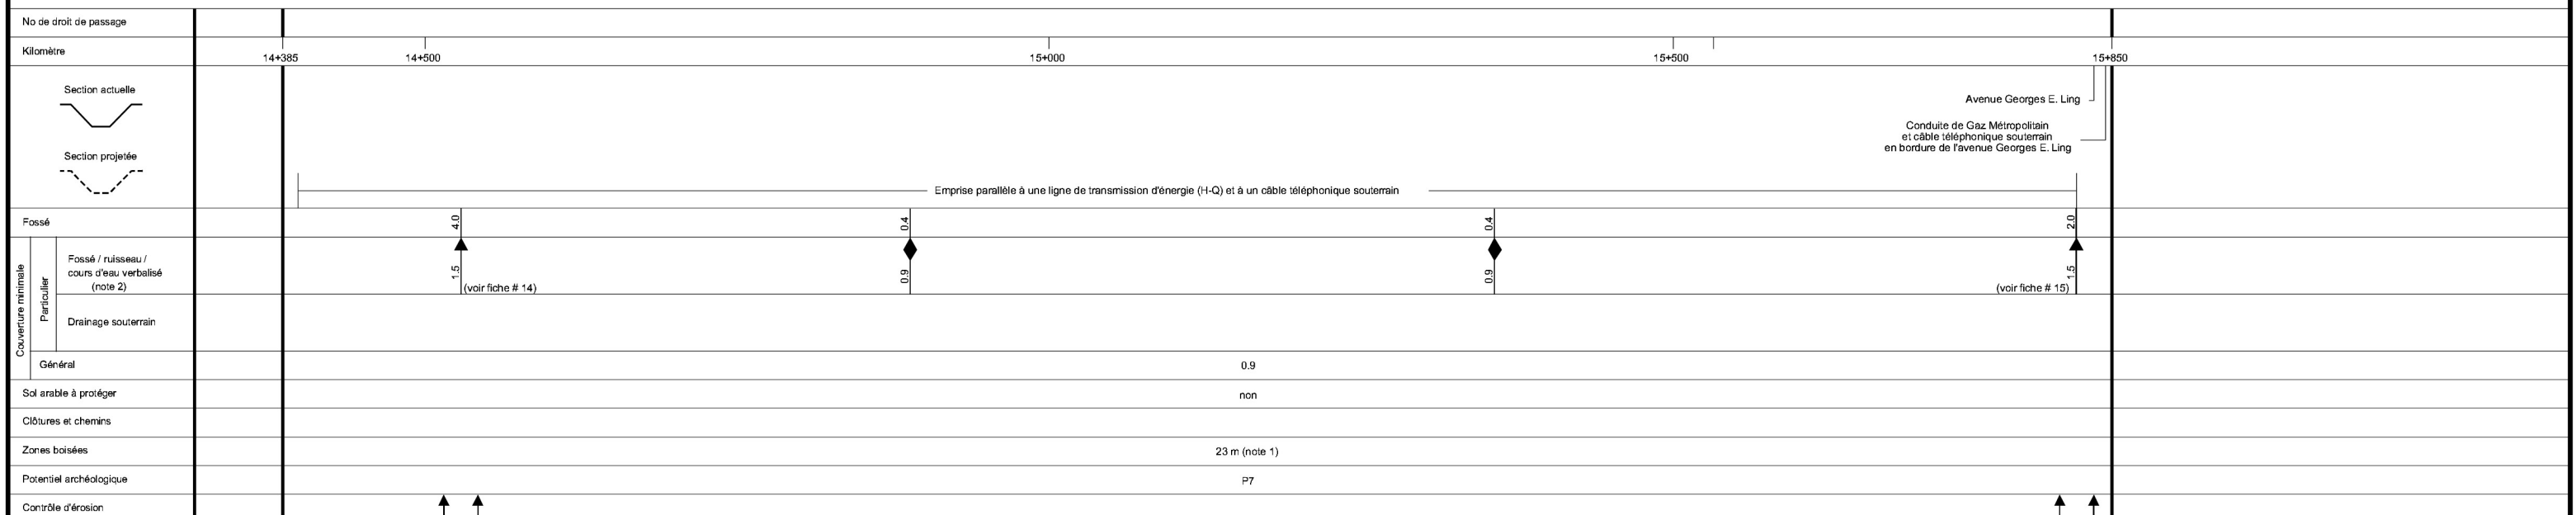 No de droit de passage
Kilomètre
14+385
14+500
15+000
15+500
15+850
Section actuelle
Avenue Georges E. Ling
Conduite de Gaz Métropolitain
et câble téléphonique souterrain
en bordure de l'avenue Georges E. Ling
Section projetée
Emprise parallèle à une ligne de transmission d'énergie (H-Q) et à un câble téléphonique souterrain
Fossé
4.0
0.4
0.4
2.0
Couverture minimale
Particulier
Fossé / ruisseau /
cours d'eau verbalisé
(note 2)
1.5
(voir fiche # 14)
0.9
0.9
(voir fiche # 15)
1.5
Drainage souterrain
Général
0.9
Sol arable à protéger
non
Clôtures et chemins
Zones boisées
23 m (note 1)
Potentiel archéologique
P7
Contrôle d'érosion